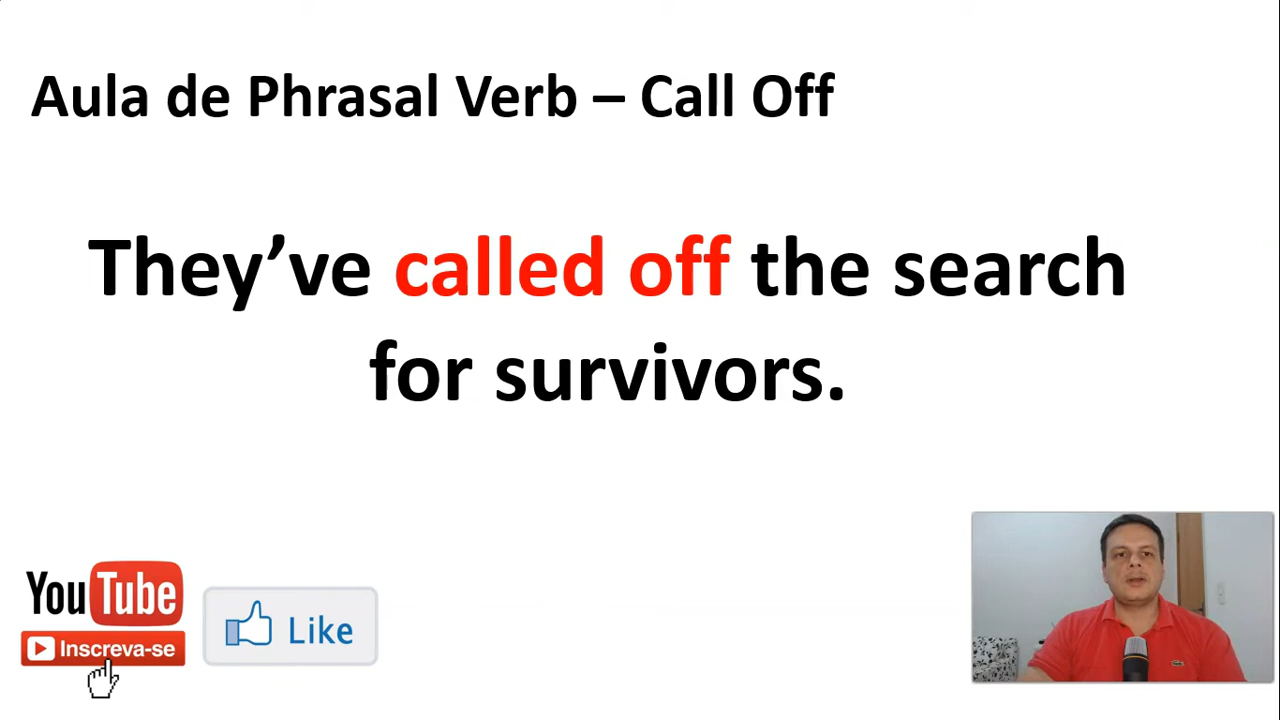 Aula de Phrasal Verb – Call Off
They’ve called off the search
for survivors.
YouTube
Inscreva-se
Like